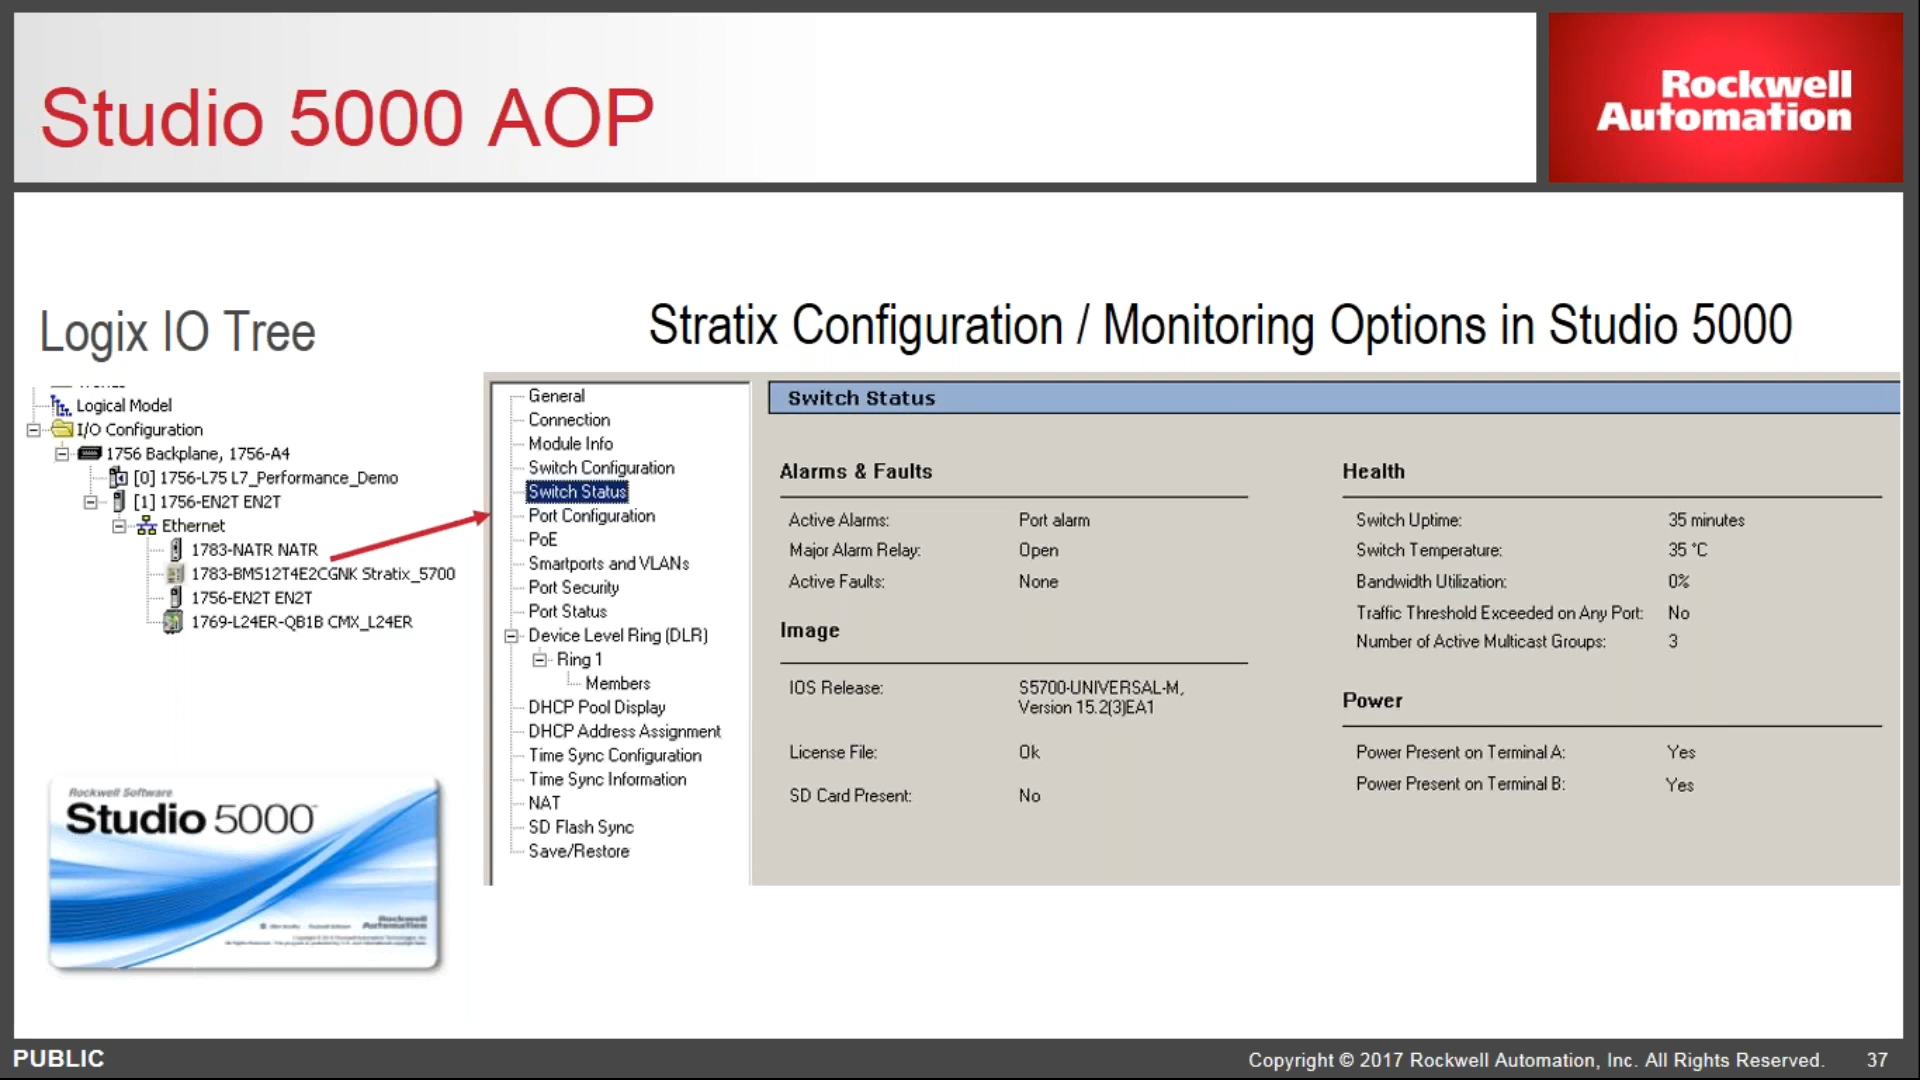 Studio 5000 AOP
Rockwell
Automation
Logix IO Tree
Stratix Configuration / Monitoring Options in Studio 5000
Logical Model
I/O Configuration
1756 Backplane, 1756-A4
[0] 1756-L75 L7_Performance_Demo
[1] 1756-EN2T EN2T
Ethernet
1783-NATR NATR
1783-BMS12T4E2CGNK Stratix_5700
1756-EN2T EN2T
1769-L24ER-QB1B CMX_L24ER
Rockwell Software
Studio 5000
Rockwell
Automation
General
Connection
Module Info
Switch Configuration
Switch Status
Port Configuration
PoE
Smartports and VLANs
Port Security
Port Status
Device Level Ring (DLR)
Ring 1
Members
DHCP Pool Display
DHCP Address Assignment
Time Sync Configuration
Time Sync Information
NAT
SD Flash Sync
Save/Restore
Switch Status
Alarms & Faults
Active Alarms: Port alarm
Major Alarm Relay: Open
Active Faults: None
Image
IOS Release: S5700-UNIVERSAL-M,
Version 15.2(3)EA1
License File: Ok
SD Card Present: No
Health
Switch Uptime: 35 minutes
Switch Temperature: 35 °C
Bandwidth Utilization: 0%
Traffic Threshold Exceeded on Any Port: No
Number of Active Multicast Groups: 3
Power
Power Present on Terminal A: Yes
Power Present on Terminal B: Yes
PUBLIC
Copyright © 2017 Rockwell Automation, Inc. All Rights Reserved. 37